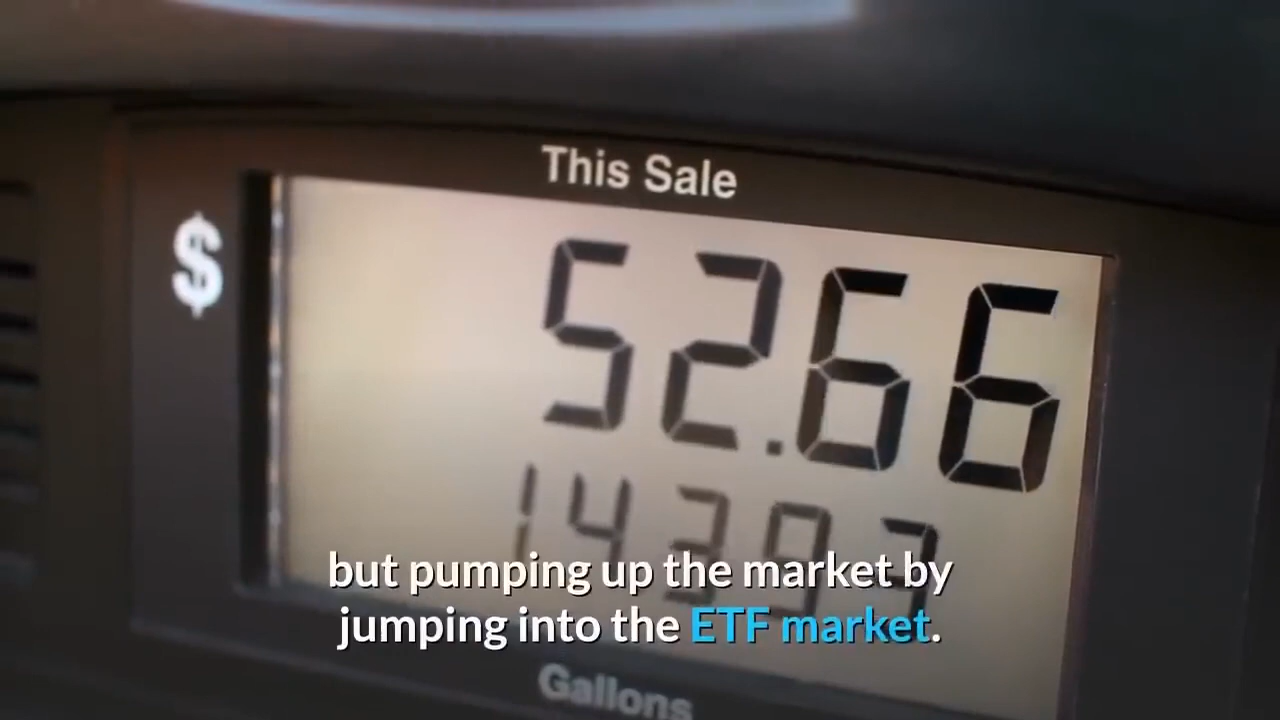 This Sale
$
52.66
but pumping up the market by
jumping into the ETF market.
Gallons